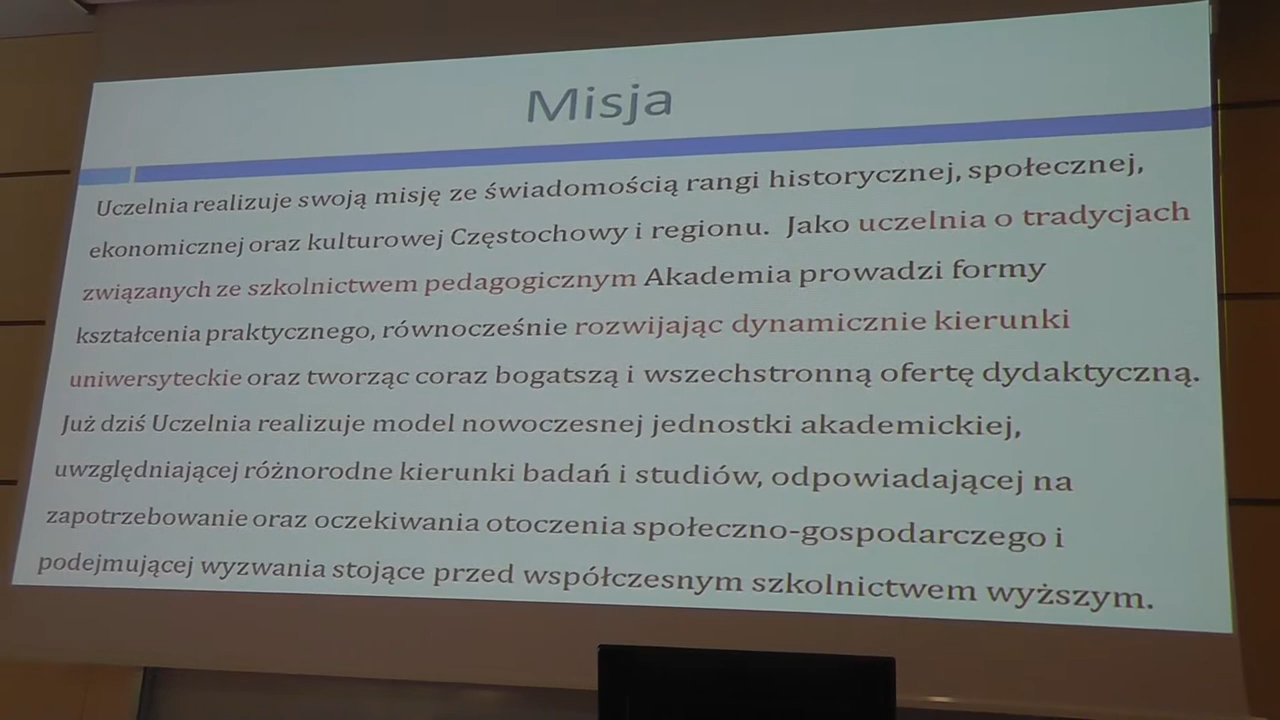 Misja
Uczelnia realizuje swoją misję ze świadomością rangi historycznej, społecznej,
ekonomicznej oraz kulturowej Częstochowy i regionu. Jako uczelnia o tradycjach
związanych ze szkolnictwem pedagogicznym Akademia prowadzi formy
kształcenia praktycznego, równocześnie rozwijając dynamicznie kierunki
uniwersyteckie oraz tworząc coraz bogatszą i wszechstronną ofertę dydaktyczną.
Już dziś Uczelnia realizuje model nowoczesnej jednostki akademickiej,
uwzględniającej różnorodne kierunki badań i studiów, odpowiadającej na
zapotrzebowanie oraz oczekiwania otoczenia społeczno-gospodarczego i
podejmującej wyzwania stojące przed współczesnym szkolnictwem wyższym.